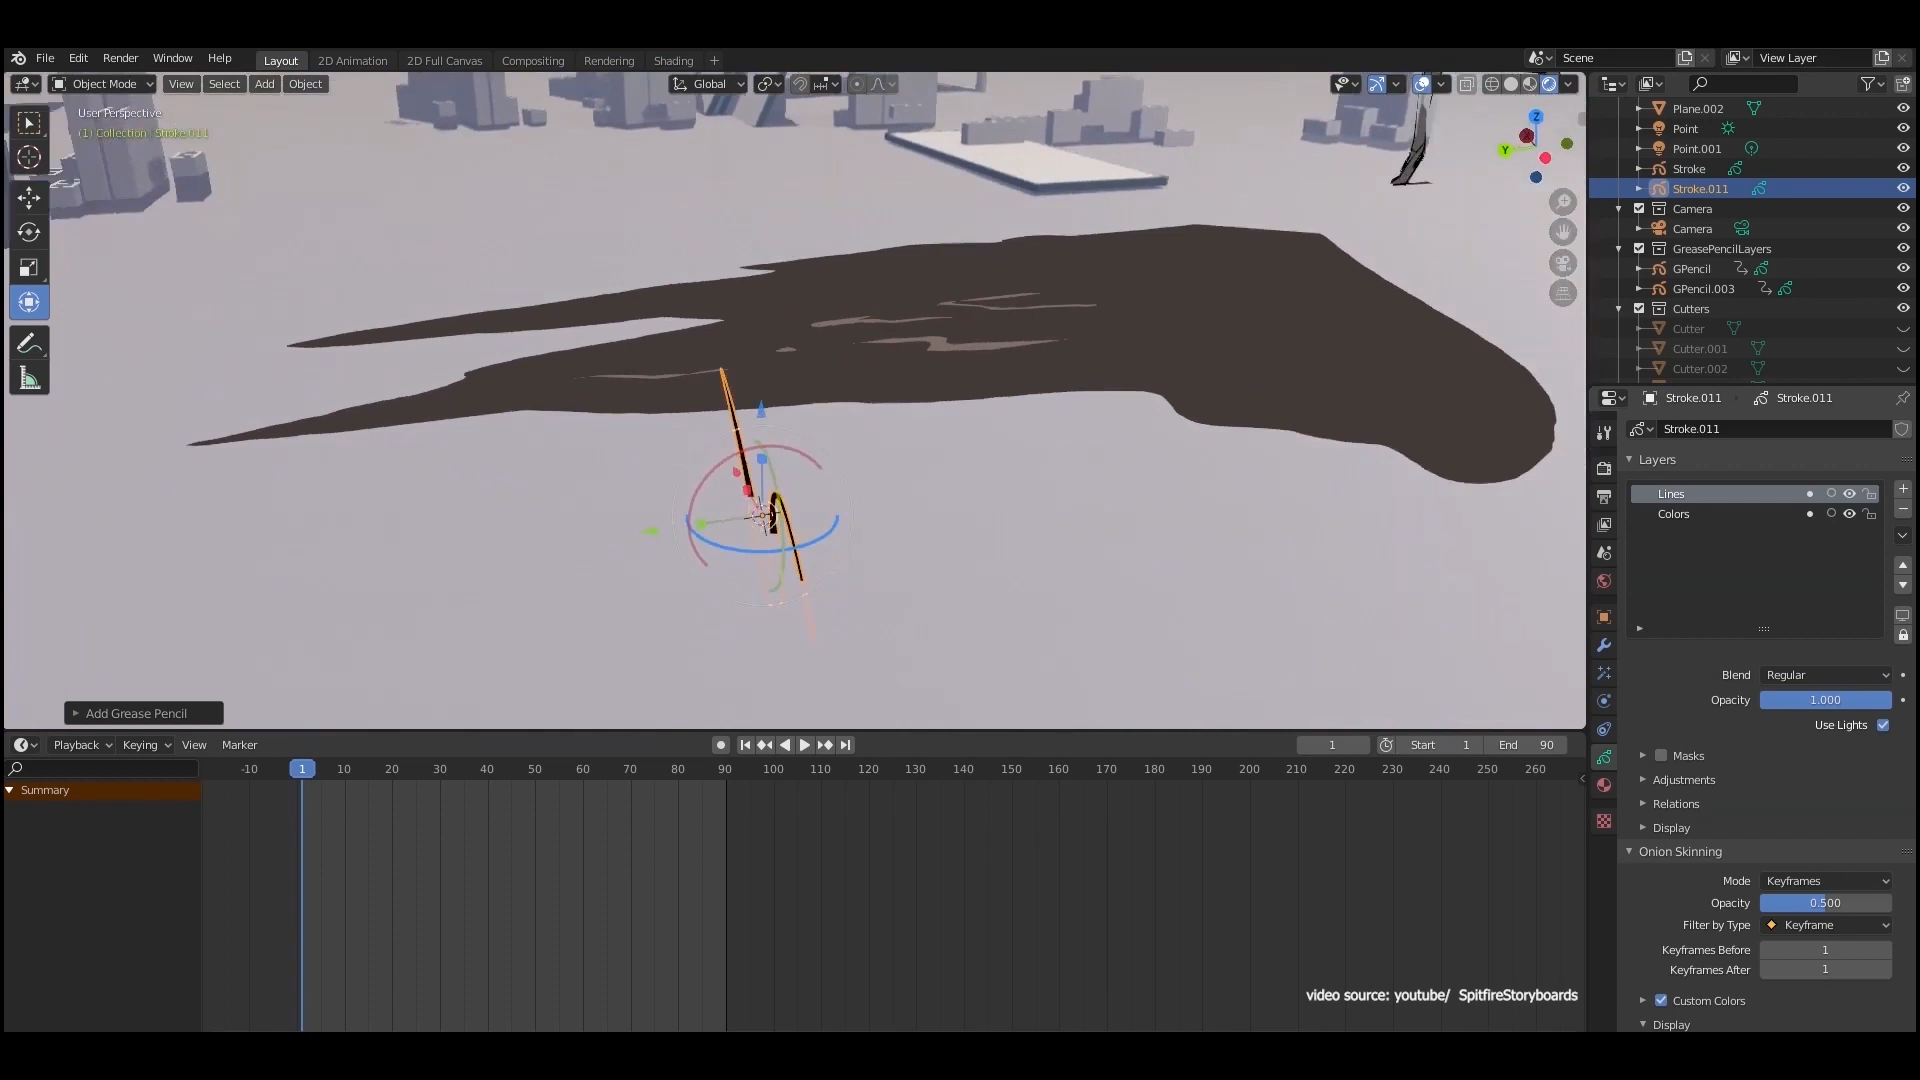 File Edit Render Window Help Layout 2D Animation 2D Full Canvas Compositing Rendering Shading +
Scene
View Layer
Object Mode View Select Add Object
Global
User Perspective
(1) Collection | Stroke.011
Z
Y
Plane.002
Point
Point.001
Stroke
Stroke.011
Camera
Camera
GreasePencilLayers
GPencil
GPencil.003
Cutters
Cutter
Cutter.001
Cutter.002
Stroke.011
Stroke.011
Stroke.011
Layers
Lines
Colors
Blend Regular
Opacity 1.000
Use Lights
Masks
Adjustments
Relations
Display
Onion Skinning
Mode Keyframes
Opacity 0.500
Filter by Type Keyframe
Keyframes Before 1
Keyframes After 1
Custom Colors
Display
Add Grease Pencil
Playback Keying View Marker
1
Start 1
End 90
-10 1 10 20 30 40 50 60 70 80 90 100 110 120 130 140 150 160 170 180 190 200 210 220 230 240 250 260
Summary
video source: youtube/ SpitfireStoryboards